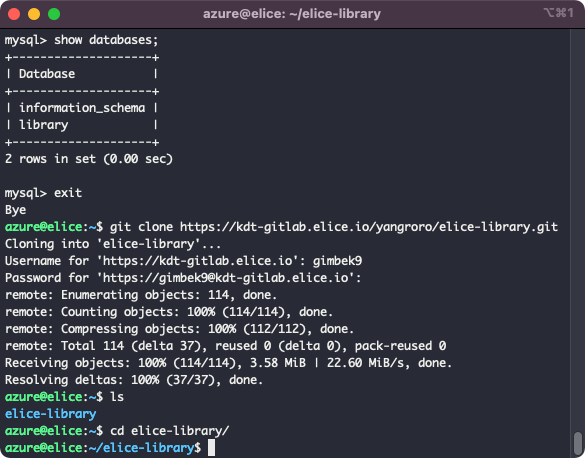 azure@elice: ~/elice-library
⌥⌘1
mysql> show databases;
+--------------------+
| Database           |
+--------------------+
| information_schema |
| library            |
+--------------------+
2 rows in set (0.00 sec)
mysql> exit
Bye
azure@elice:~$ git clone https://kdt-gitlab.elice.io/yangroro/elice-library.git
Cloning into 'elice-library'...
Username for 'https://kdt-gitlab.elice.io': gimbek9
Password for 'https://gimbek9@kdt-gitlab.elice.io':
remote: Enumerating objects: 114, done.
remote: Counting objects: 100% (114/114), done.
remote: Compressing objects: 100% (112/112), done.
remote: Total 114 (delta 37), reused 0 (delta 0), pack-reused 0
Receiving objects: 100% (114/114), 3.58 MiB | 22.60 MiB/s, done.
Resolving deltas: 100% (37/37), done.
azure@elice:~$ ls
elice-library
azure@elice:~$ cd elice-library/
azure@elice:~/elice-library$